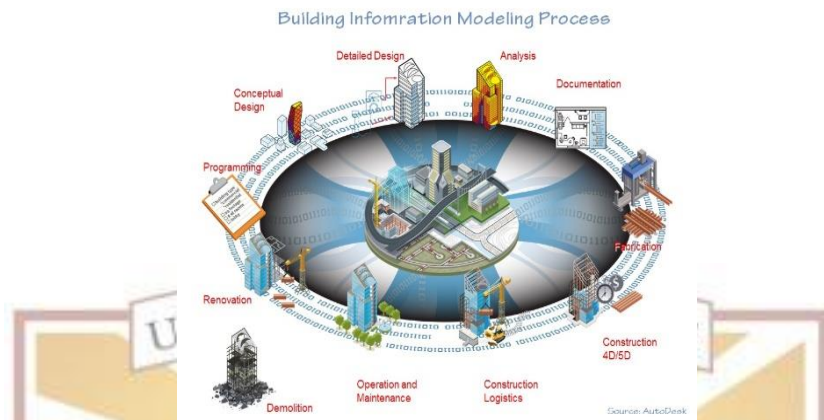 Building Infomration Modeling Process
Detailed Design
Analysis
Conceptual
Design
Documentation
Programming
Fabrication
Renovation
Construction
4D/5D
Operation and
Maintenance
Construction
Logistics
Demolition
Source: AutoDesk
U